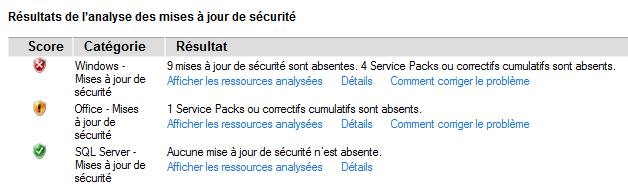 Résultats de l'analyse des mises à jour de sécurité
Score Catégorie Résultat
Windows - 9 mises à jour de sécurité sont absentes. 4 Service Packs ou correctifs cumulatifs sont absents.
Mises à jour de Afficher les ressources analysées Détails Comment corriger le problème
sécurité
Office - Mises 1 Service Packs ou correctifs cumulatifs sont absents.
à jour de Afficher les ressources analysées Détails Comment corriger le problème
sécurité
SQL Server - Aucune mise à jour de sécurité n'est absente.
Mises à jour de Afficher les ressources analysées Détails
sécurité